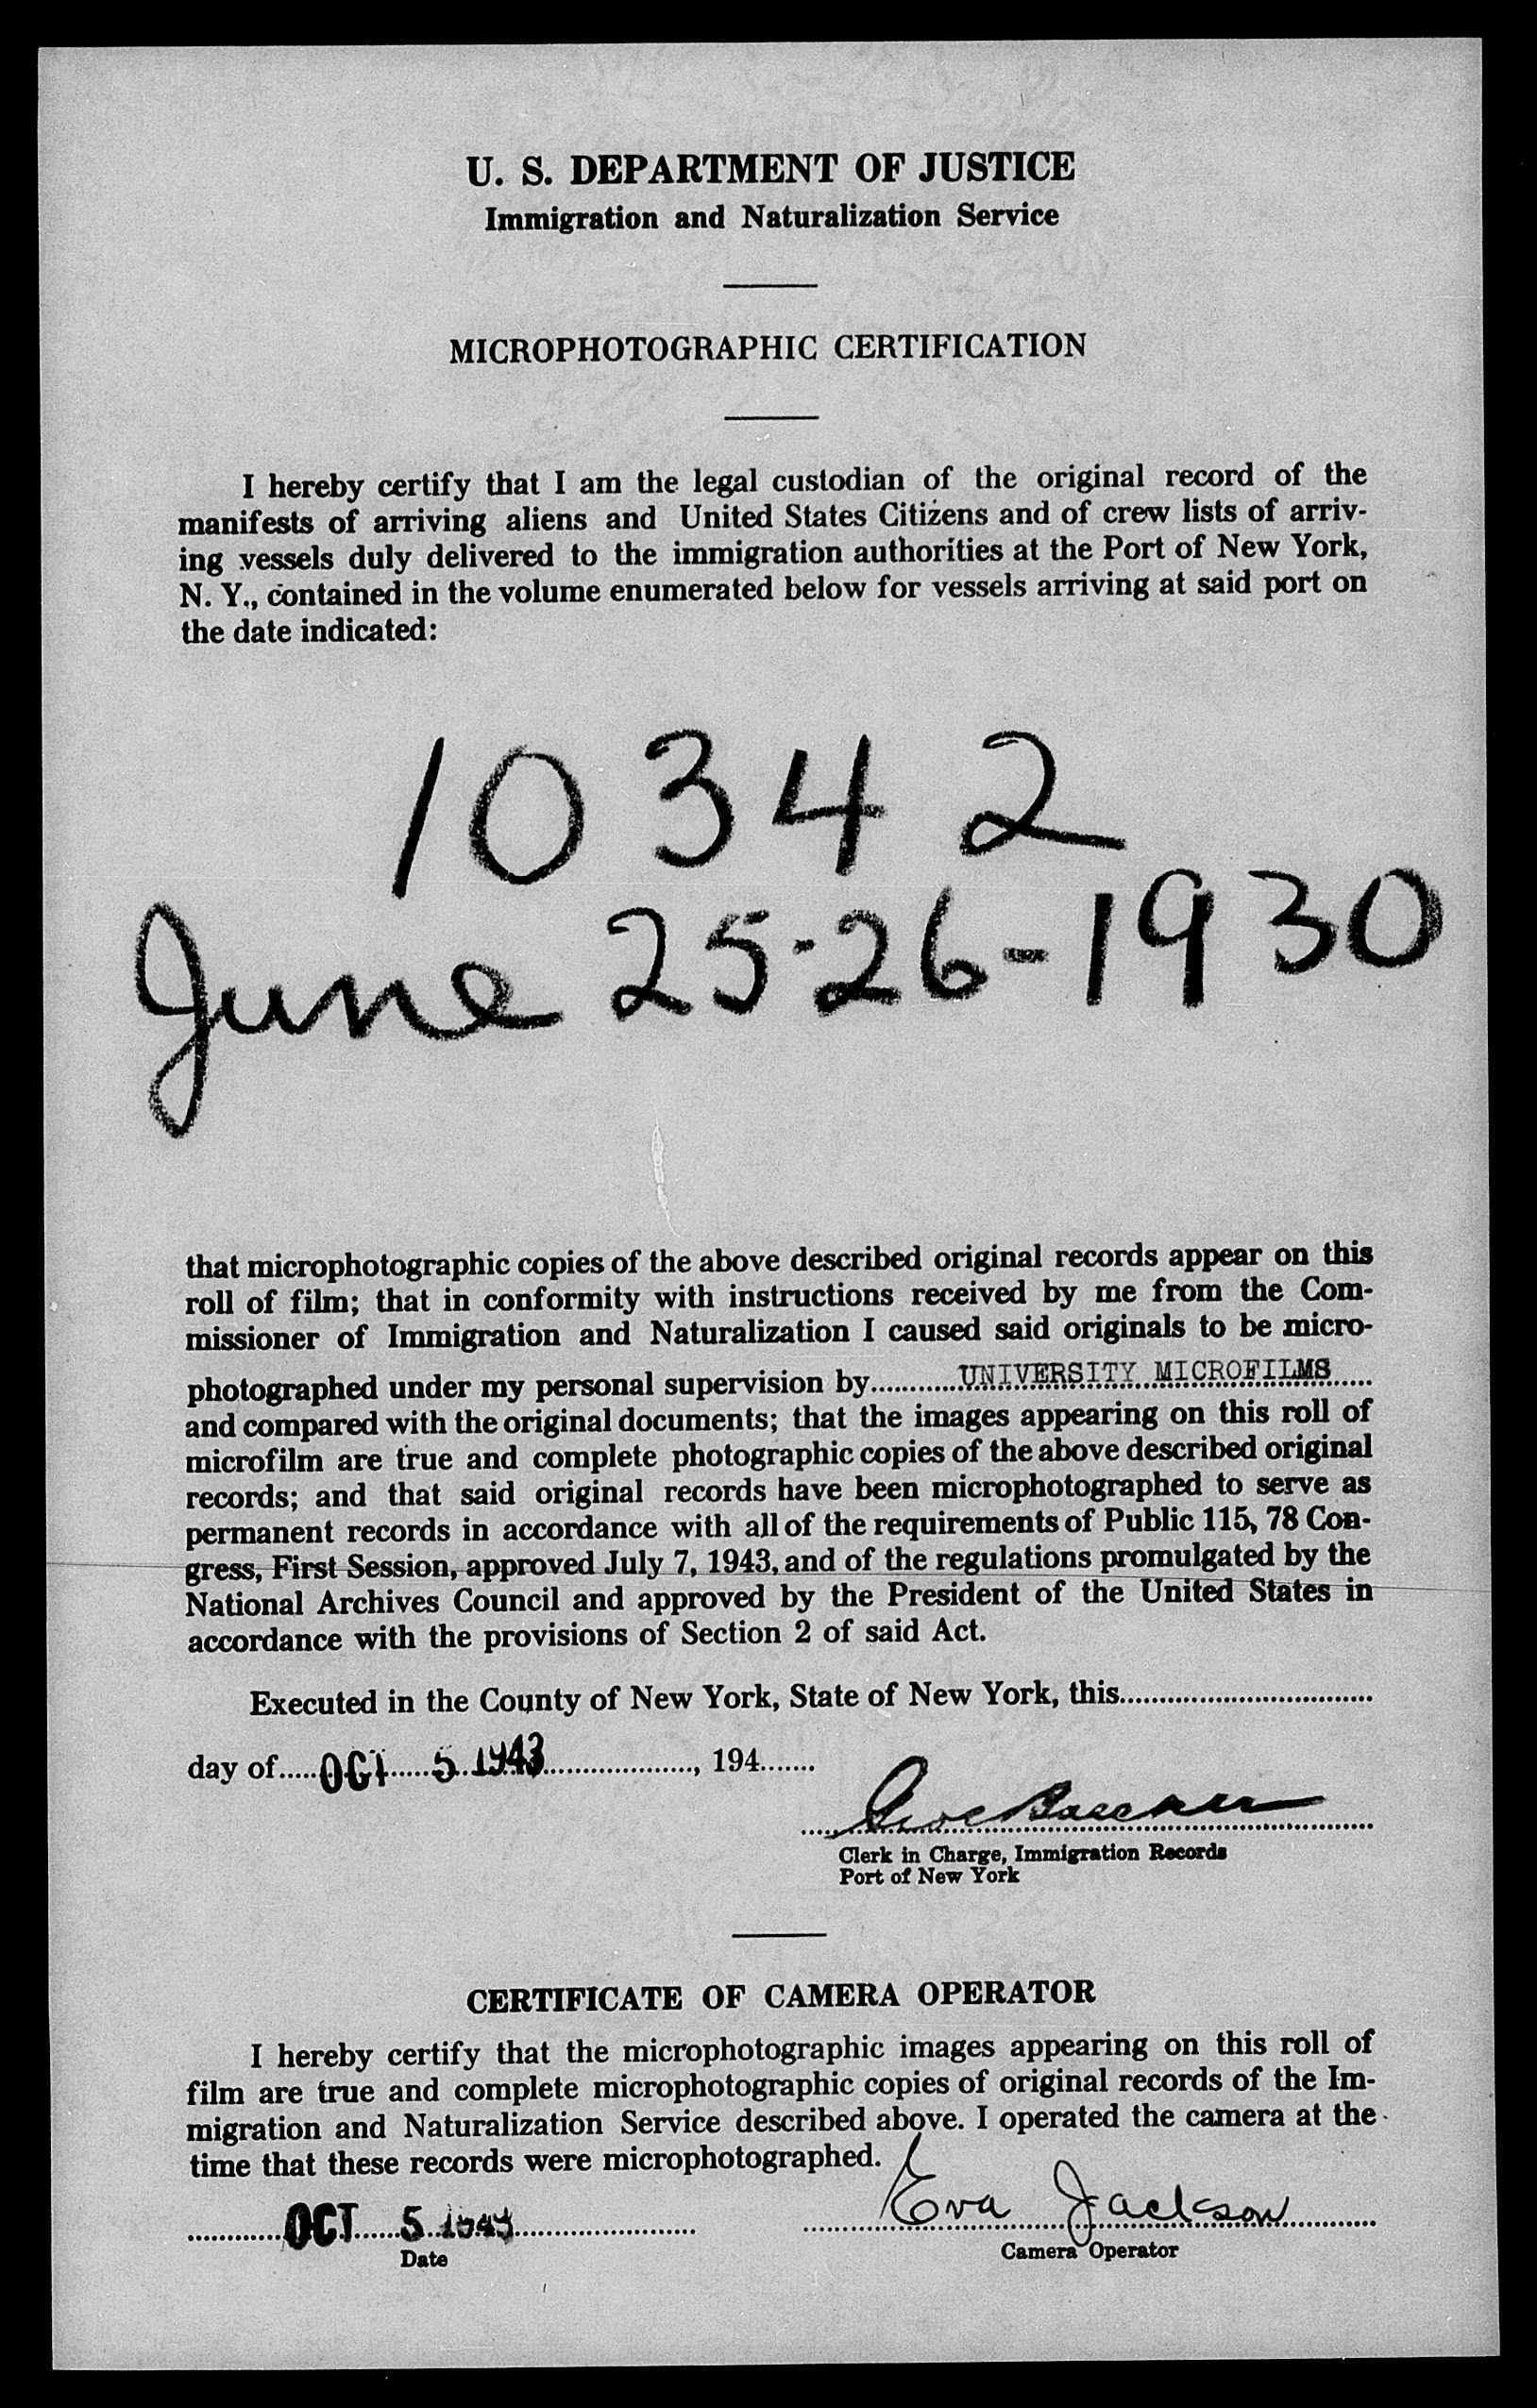 U. S. DEPARTMENT OF JUSTICE
Immigration and Naturalization Service
MICROPHOTOGRAPHIC CERTIFICATION
I hereby certify that I am the legal custodian of the original record of the
manifests of arriving aliens and United States Citizens and of crew lists of arriv-
ing vessels duly delivered to the immigration authorities at the Port of New York,
N. Y., contained in the volume enumerated below for vessels arriving at said port on
the date indicated:
10342
June 25-26-1930
that microphotographic copies of the above described original records appear on this
roll of film; that in conformity with instructions received by me from the Com-
missioner of Immigration and Naturalization I caused said originals to be micro-
photographed under my personal supervision by UNIVERSITY MICROFILMS
and compared with the original documents; that the images appearing on this roll of
microfilm are true and complete photographic copies of the above described original
records; and that said original records have been microphotographed to serve as
permanent records in accordance with all of the requirements of Public 115, 78 Con-
gress, First Session, approved July 7, 1943, and of the regulations promulgated by the
National Archives Council and approved by the President of the United States in
accordance with the provisions of Section 2 of said Act.
Executed in the County of New York, State of New York, this
day of OCT 5 1943, 194
Clerk in Charge, Immigration Records
Port of New York
CERTIFICATE OF CAMERA OPERATOR
I hereby certify that the microphotographic images appearing on this roll of
film are true and complete microphotographic copies of original records of the Im-
migration and Naturalization Service described above. I operated the camera at the
time that these records were microphotographed.
OCT 5 1943 Eva Jackson
Date Camera Operator